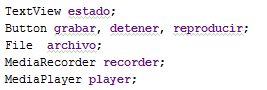 TextView estado;
Button grabar, detener, reproducir;
File archivo;
MediaRecorder recorder;
MediaPlayer player;